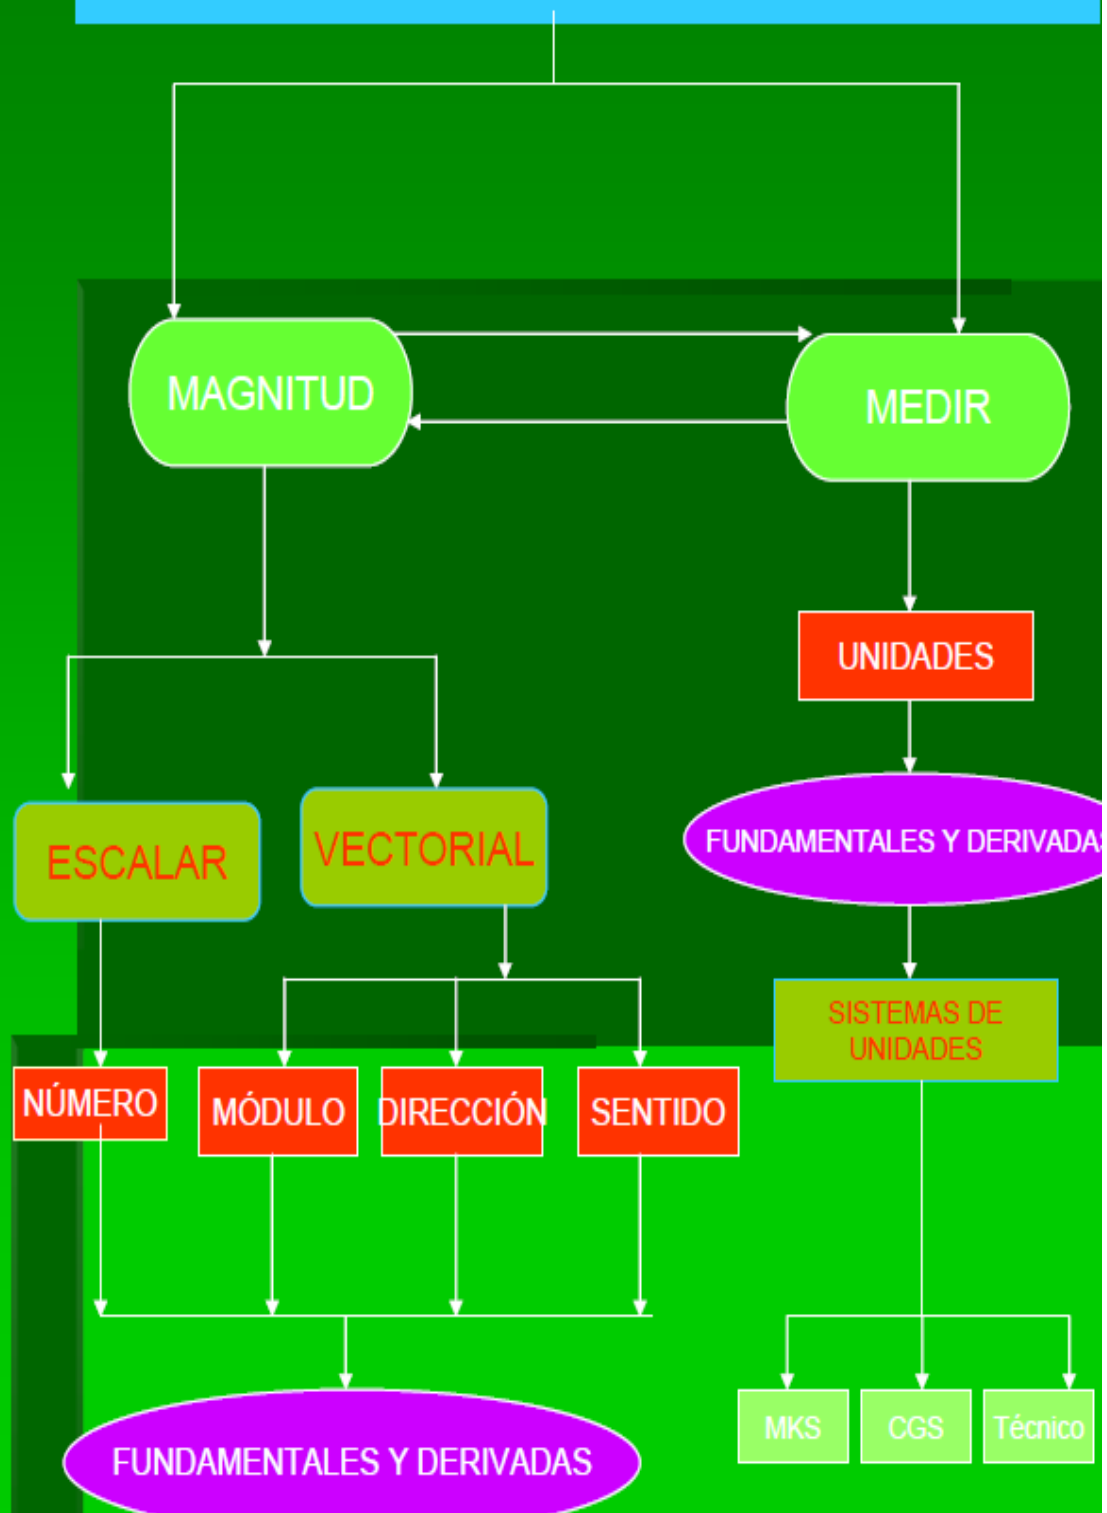 MAGNITUD
MEDIR
UNIDADES
ESCALAR
VECTORIAL
FUNDAMENTALES Y DERIVADAS
SISTEMAS DE
UNIDADES
NÚMERO
MÓDULO
DIRECCIÓN
SENTIDO
MKS
CGS
Técnico
FUNDAMENTALES Y DERIVADAS